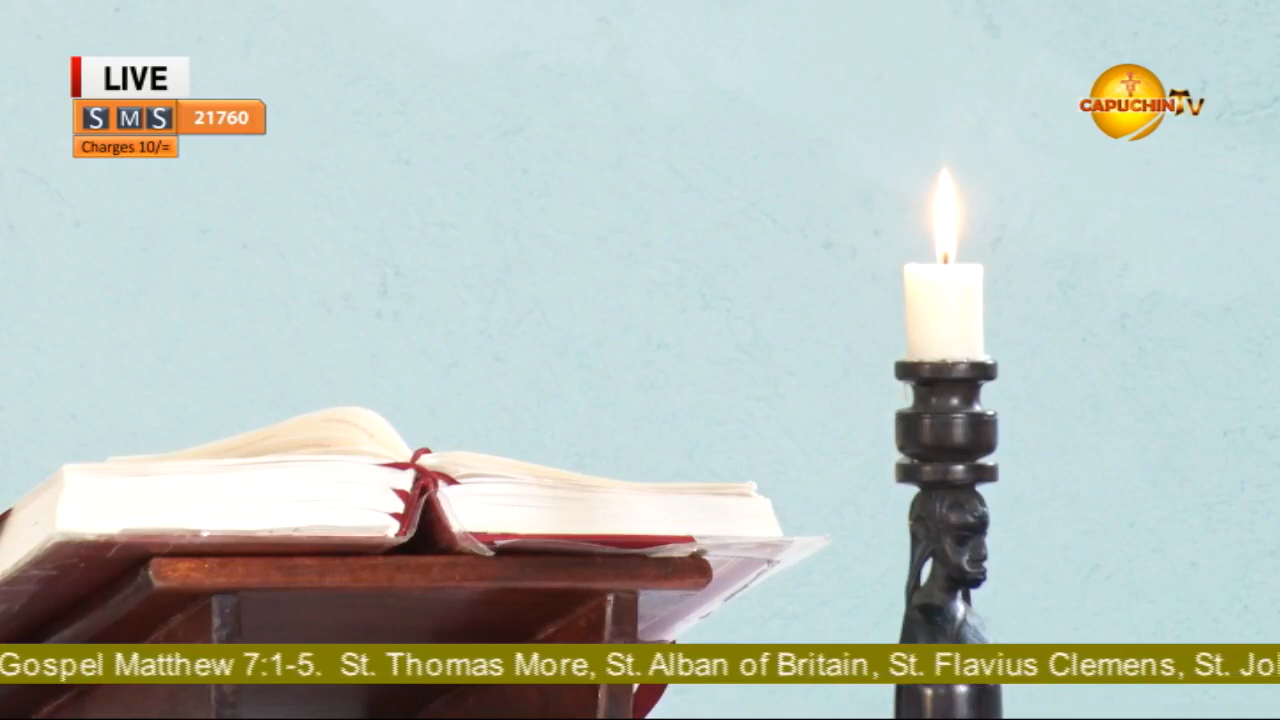 LIVE
SMS 21760
Charges 10/=
CAPUCHIN TV
Gospel Matthew 7:1-5. St. Thomas More, St. Alban of Britain, St. Flavius Clemens, St.